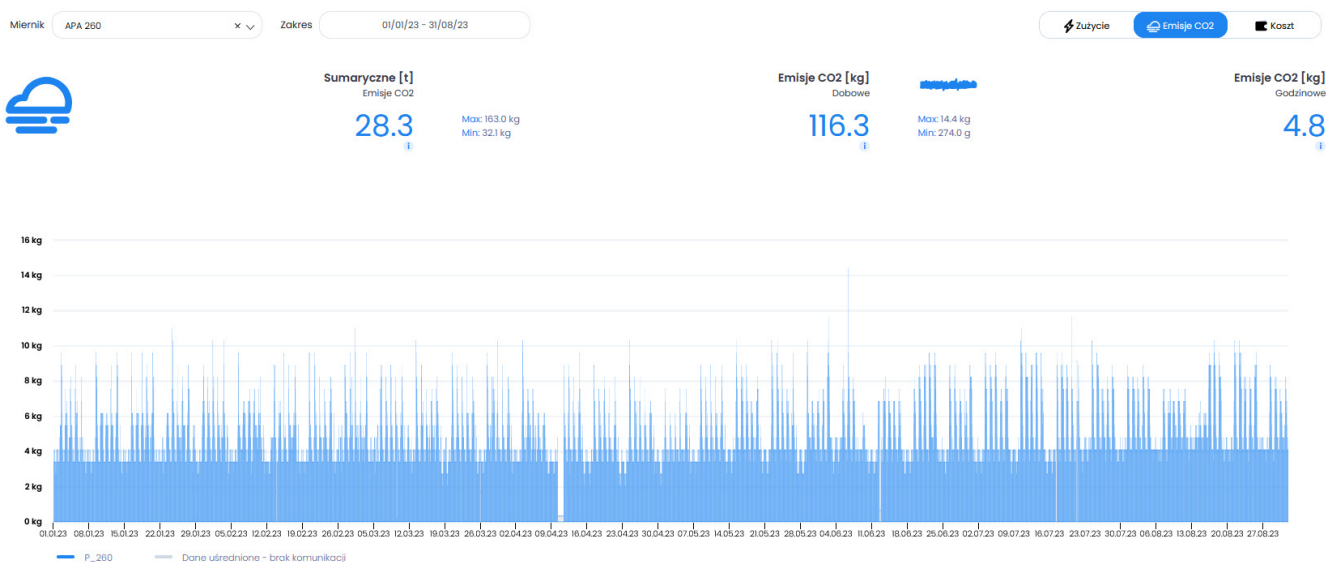 Miernik APA 260 × Zakres 01/01/23 - 31/08/23 Zużycie Emisje CO2 Koszt
Sumaryczne [t] Emisje CO2 [kg] Emisje CO2 [kg]
Emisje CO2 Dobowe Godzinowe
28.3 Max: 163.0 kg 116.3 Max: 14.4 kg 4.8
Min: 32.1 kg Min: 274.0 g
i i i
16 kg
14 kg
12 kg
10 kg
8 kg
6 kg
4 kg
2 kg
0 kg
01.01.23 08.01.23 15.01.23 22.01.23 29.01.23 05.02.23 12.02.23 19.02.23 26.02.23 05.03.23 12.03.23 19.03.23 26.03.23 02.04.23 09.04.23 16.04.23 23.04.23 30.04.23 07.05.23 14.05.23 21.05.23 28.05.23 04.06.23 11.06.23 18.06.23 25.06.23 02.07.23 09.07.23 16.07.23 23.07.23 30.07.23 06.08.23 13.08.23 20.08.23 27.08.23
P_260 Dane uśrednione - brak komunikacji